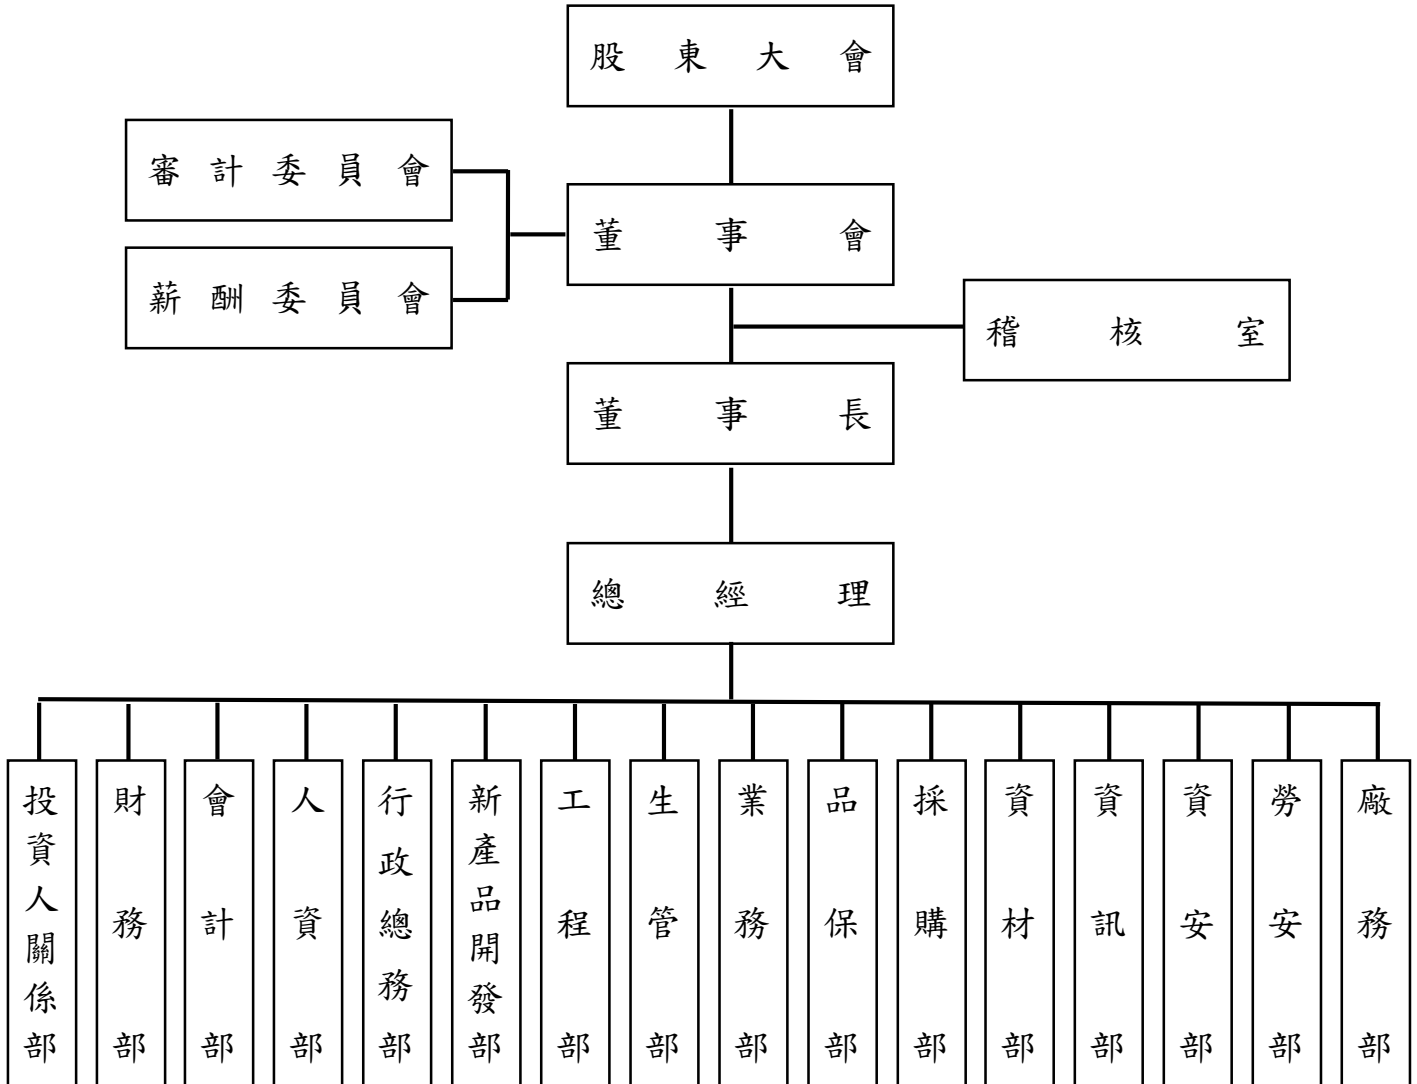 股東大會
審計委員會
董事會
薪酬委員會
稽核室
董事長
總經理
投資人關係部
財務部
會計部
人資部
行政總務部
新產品開發部
工程部
生管部
業務部
品保部
採購部
資材部
資訊部
資安部
勞安部
廠務部